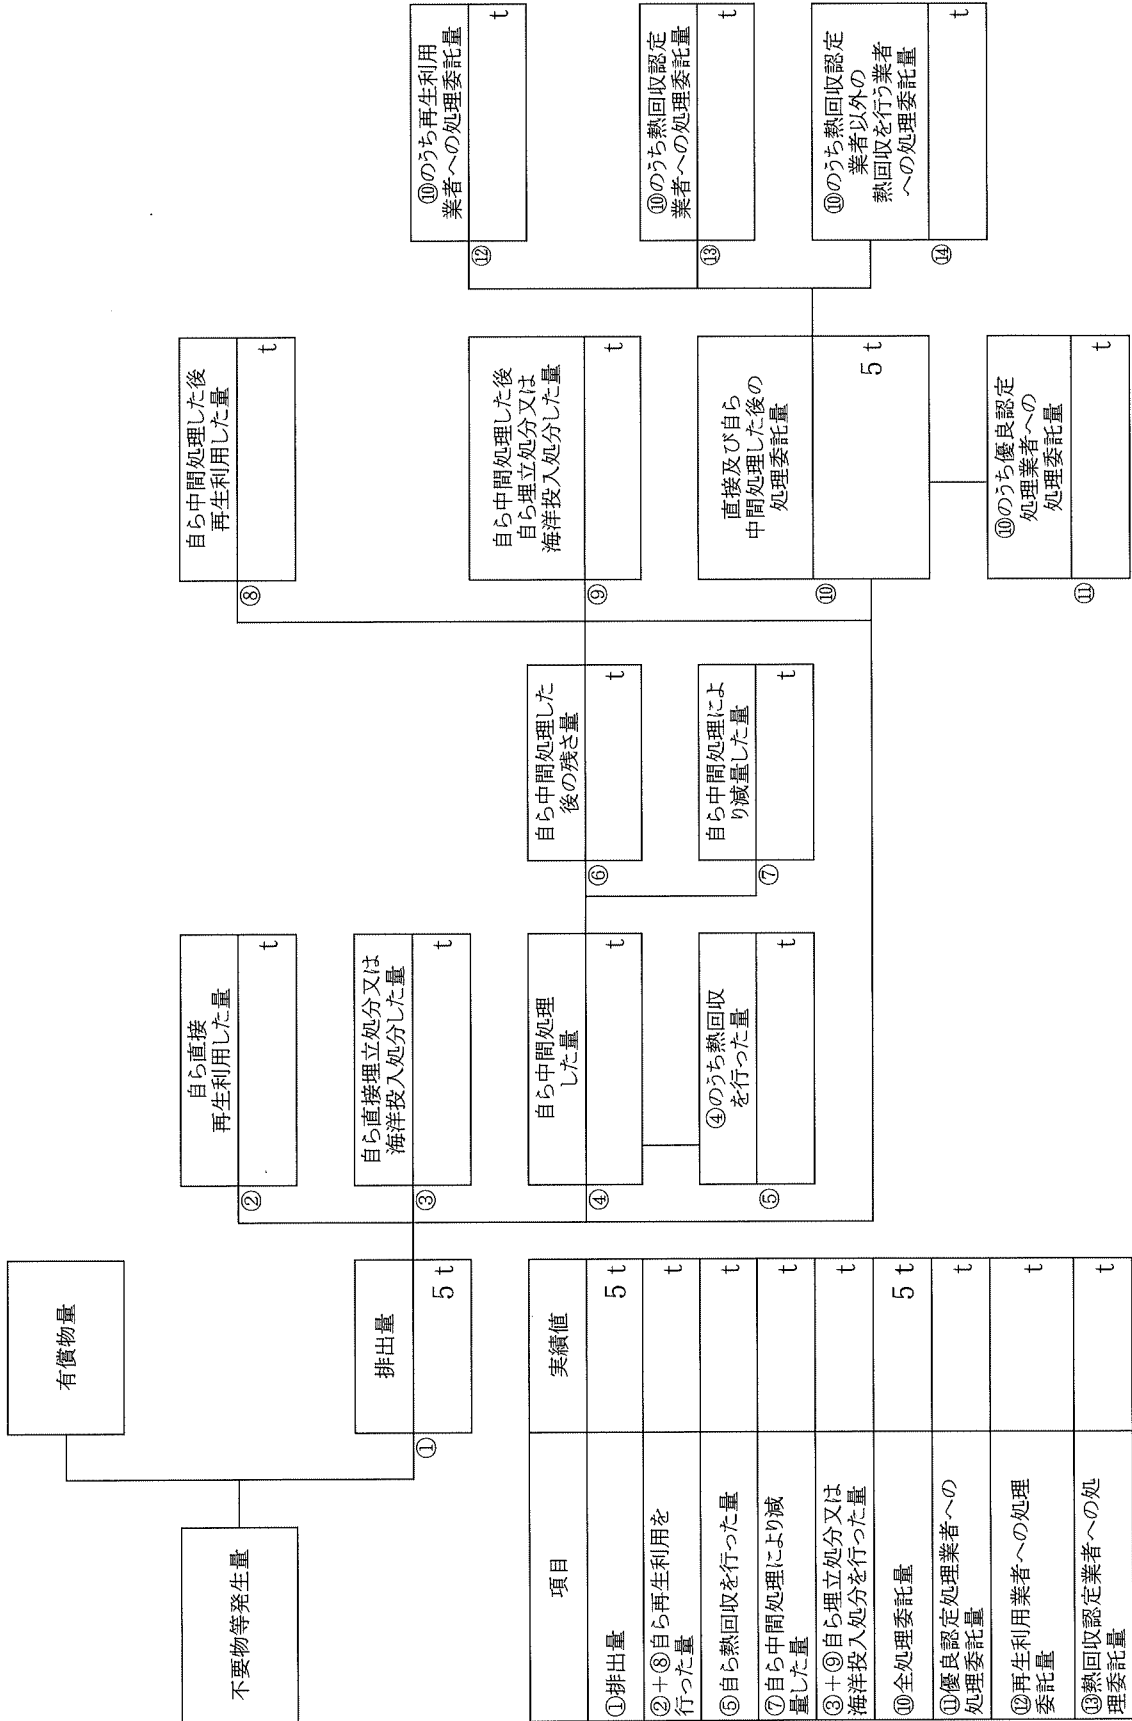 不要物等発生量
有償物量
排出量
①
5 t
自ら直接
再生利用した量
②
t
自ら直接埋立処分又は
海洋投入処分した量
③
t
自ら中間処理
した量
④
t
④のうち熱回収
を行った量
⑤
t
自ら中間処理した
後の残さ量
⑥
t
自ら中間処理によ
り減量した量
⑦
t
自ら中間処理した後
再生利用した量
⑧
t
自ら中間処理した後
自ら埋立処分又は
海洋投入処分した量
⑨
t
直接及び自ら
中間処理した後の
処理委託量
⑩
5 t
⑩のうち優良認定
処理業者への
処理委託量
⑪
t
⑩のうち再生利用
業者への処理委託量
⑫
t
⑩のうち熱回収認定
業者への処理委託量
⑬
t
⑩のうち熱回収認定
業者以外の
熱回収を行う業者
への処理委託量
⑭
t
項目 実績値
①排出量 5 t
②+⑧自ら再生利用を
行った量 t
⑤自ら熱回収を行った量 t
⑦自ら中間処理により減
量した量 t
③+⑨自ら埋立処分又は
海洋投入処分を行った量 t
⑩全処理委託量 5 t
⑪優良認定処理業者への
処理委託量 t
⑫再生利用業者への処理
委託量 t
⑬熱回収認定業者への処
理委託量 t